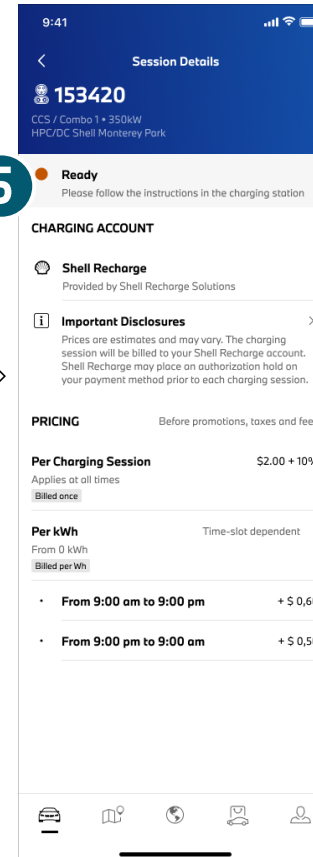 9:41
Session Details
153420
CCS / Combo 1 • 350kW
HPC/DC Shell Monterey Park
5
Ready
Please follow the instructions in the charging station
CHARGING ACCOUNT
Shell Recharge
Provided by Shell Recharge Solutions
i Important Disclosures
Prices are estimates and may vary. The charging
session will be billed to your Shell Recharge account.
Shell Recharge may place an authorization hold on
your payment method prior to each charging session.
PRICING Before promotions, taxes and fee
Per Charging Session $2.00 + 10%
Applies at all times
Billed once
Per kWh Time-slot dependent
From 0 kWh
Billed per Wh
• From 9:00 am to 9:00 pm + $ 0,6
• From 9:00 pm to 9:00 am + $ 0,5